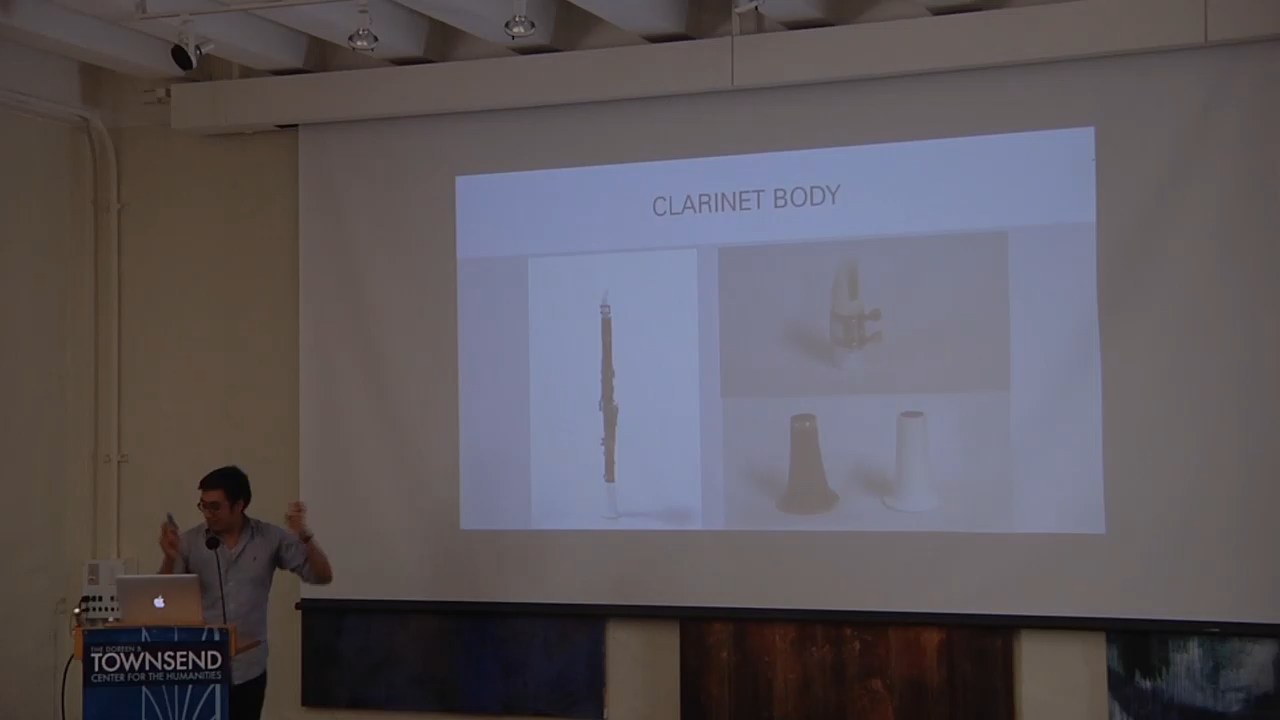 CLARINET BODY
THE DOREEN B.
TOWNSEND
CENTER FOR THE HUMANITIES